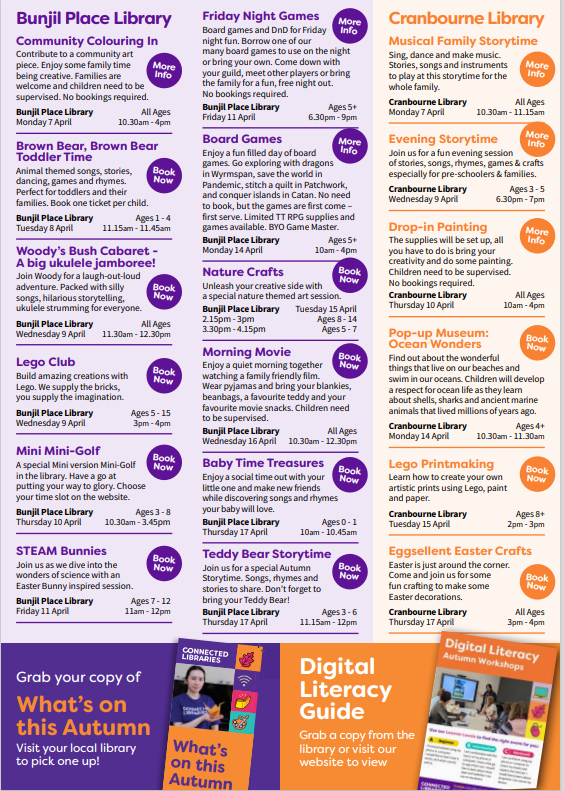 Bunjil Place Library
Community Colouring In
Contribute to a community art
piece. Enjoy some family time
being creative. Families are
welcome and children need to be
supervised. No bookings required.
More
Info
Bunjil Place Library All Ages
Monday 7 April 10.30am - 4pm
Brown Bear, Brown Bear
Toddler Time
Animal themed songs, stories,
dancing, games and rhymes.
Perfect for toddlers and their
families. Book one ticket per child.
Book
Now
Bunjil Place Library Ages 1 - 4
Tuesday 8 April 11.15am - 11.45am
Woody's Bush Cabaret -
A big ukulele jamboree!
Join Woody for a laugh-out-loud
adventure. Packed with silly
songs, hilarious storytelling,
ukulele strumming for everyone.
Book
Now
Bunjil Place Library All Ages
Wednesday 9 April 11.30am - 12.30pm
Lego Club
Build amazing creations with
Lego. We supply the bricks,
you supply the imagination.
Book
Now
Bunjil Place Library Ages 5 - 15
Wednesday 9 April 3pm - 4pm
Mini Mini-Golf
A special Mini version Mini-Golf
in the library. Have a go at
putting your way to glory. Choose
your time slot on the website.
Book
Now
Bunjil Place Library Ages 3 - 8
Thursday 10 April 10.30am - 3.45pm
STEAM Bunnies
Join us as we dive into the
wonders of science with an
Easter Bunny inspired session.
Book
Now
Bunjil Place Library Ages 7 - 12
Friday 11 April 11am - 12pm
Friday Night Games
Board games and DnD for Friday
night fun. Borrow one of our
many board games to use on the night
or bring your own. Come down with
your guild, meet other players or bring
the family for a fun, free night out.
No bookings required.
More
Info
Bunjil Place Library Ages 5+
Friday 11 April 6.30pm - 9pm
Board Games
Enjoy a fun filled day of board
games. Go exploring with dragons
in Wyrmspan, save the world in
Pandemic, stitch a quilt in Patchwork,
and conquer islands in Catan. No need
to book, but the games are first come –
first serve. Limited TT RPG supplies and
games available. BYO Game Master.
More
Info
Bunjil Place Library Ages 5+
Monday 14 April 10am - 4pm
Nature Crafts
Unleash your creative side with
a special nature themed art session.
Book
Now
Bunjil Place Library Tuesday 15 April
2.15pm - 3pm Ages 8 - 14
3.30pm - 4.15pm Ages 5 - 7
Morning Movie
Enjoy a quiet morning together
watching a family friendly film.
Wear pyjamas and bring your blankies,
beanbags, a favourite teddy and your
favourite movie snacks. Children need
to be supervised.
Book
Now
Bunjil Place Library All Ages
Wednesday 16 April 10.30am - 12.30pm
Baby Time Treasures
Enjoy a social time out with your
little one and make new friends
while discovering songs and rhymes
your baby will love.
Book
Now
Bunjil Place Library Ages 0 - 1
Thursday 17 April 10am - 10.45am
Teddy Bear Storytime
Join us for a special Autumn
Storytime. Songs, rhymes and
stories to share. Don't forget to
bring your Teddy Bear!
Book
Now
Bunjil Place Library Ages 3 - 6
Thursday 17 April 11.15am - 12pm
Cranbourne Library
Musical Family Storytime
Sing, dance and make music.
Stories, songs and instruments
to play at this storytime for the
whole family.
More
Info
Cranbourne Library All Ages
Monday 7 April 10.30am - 11.15am
Evening Storytime
Join us for a fun evening session
of stories, songs, rhymes, games & crafts
especially for pre-schoolers & families.
More
Info
Cranbourne Library Ages 3 - 5
Wednesday 9 April 6.30pm - 7pm
Drop-in Painting
The supplies will be set up, all
you have to do is bring your
creativity and do some painting.
Children need to be supervised.
No bookings required.
More
Info
Cranbourne Library All Ages
Thursday 10 April 10am - 4pm
Pop-up Museum:
Ocean Wonders
Find out about the wonderful
things that live on our beaches and
swim in our oceans. Children will develop
a respect for ocean life as they learn
about shells, sharks and ancient marine
animals that lived millions of years ago.
Book
Now
Cranbourne Library Ages 4+
Monday 14 April 10.30am - 11.30am
Lego Printmaking
Learn how to create your own
artistic prints using Lego, paint
and paper.
Book
Now
Cranbourne Library Ages 8+
Tuesday 15 April 2pm - 3pm
Eggsellent Easter Crafts
Easter is just around the corner.
Come and join us for some
fun crafting to make some
Easter decorations.
Book
Now
Cranbourne Library All Ages
Thursday 17 April 3pm - 4pm
Grab your copy of
What's on
this Autumn
Visit your local library
to pick one up!
CONNECTED
LIBRARIES
What's
on this
Autumn
Digital
Literacy
Guide
Grab a copy from the
library or visit our
website to view
Digital Literacy
Autumn Workshops